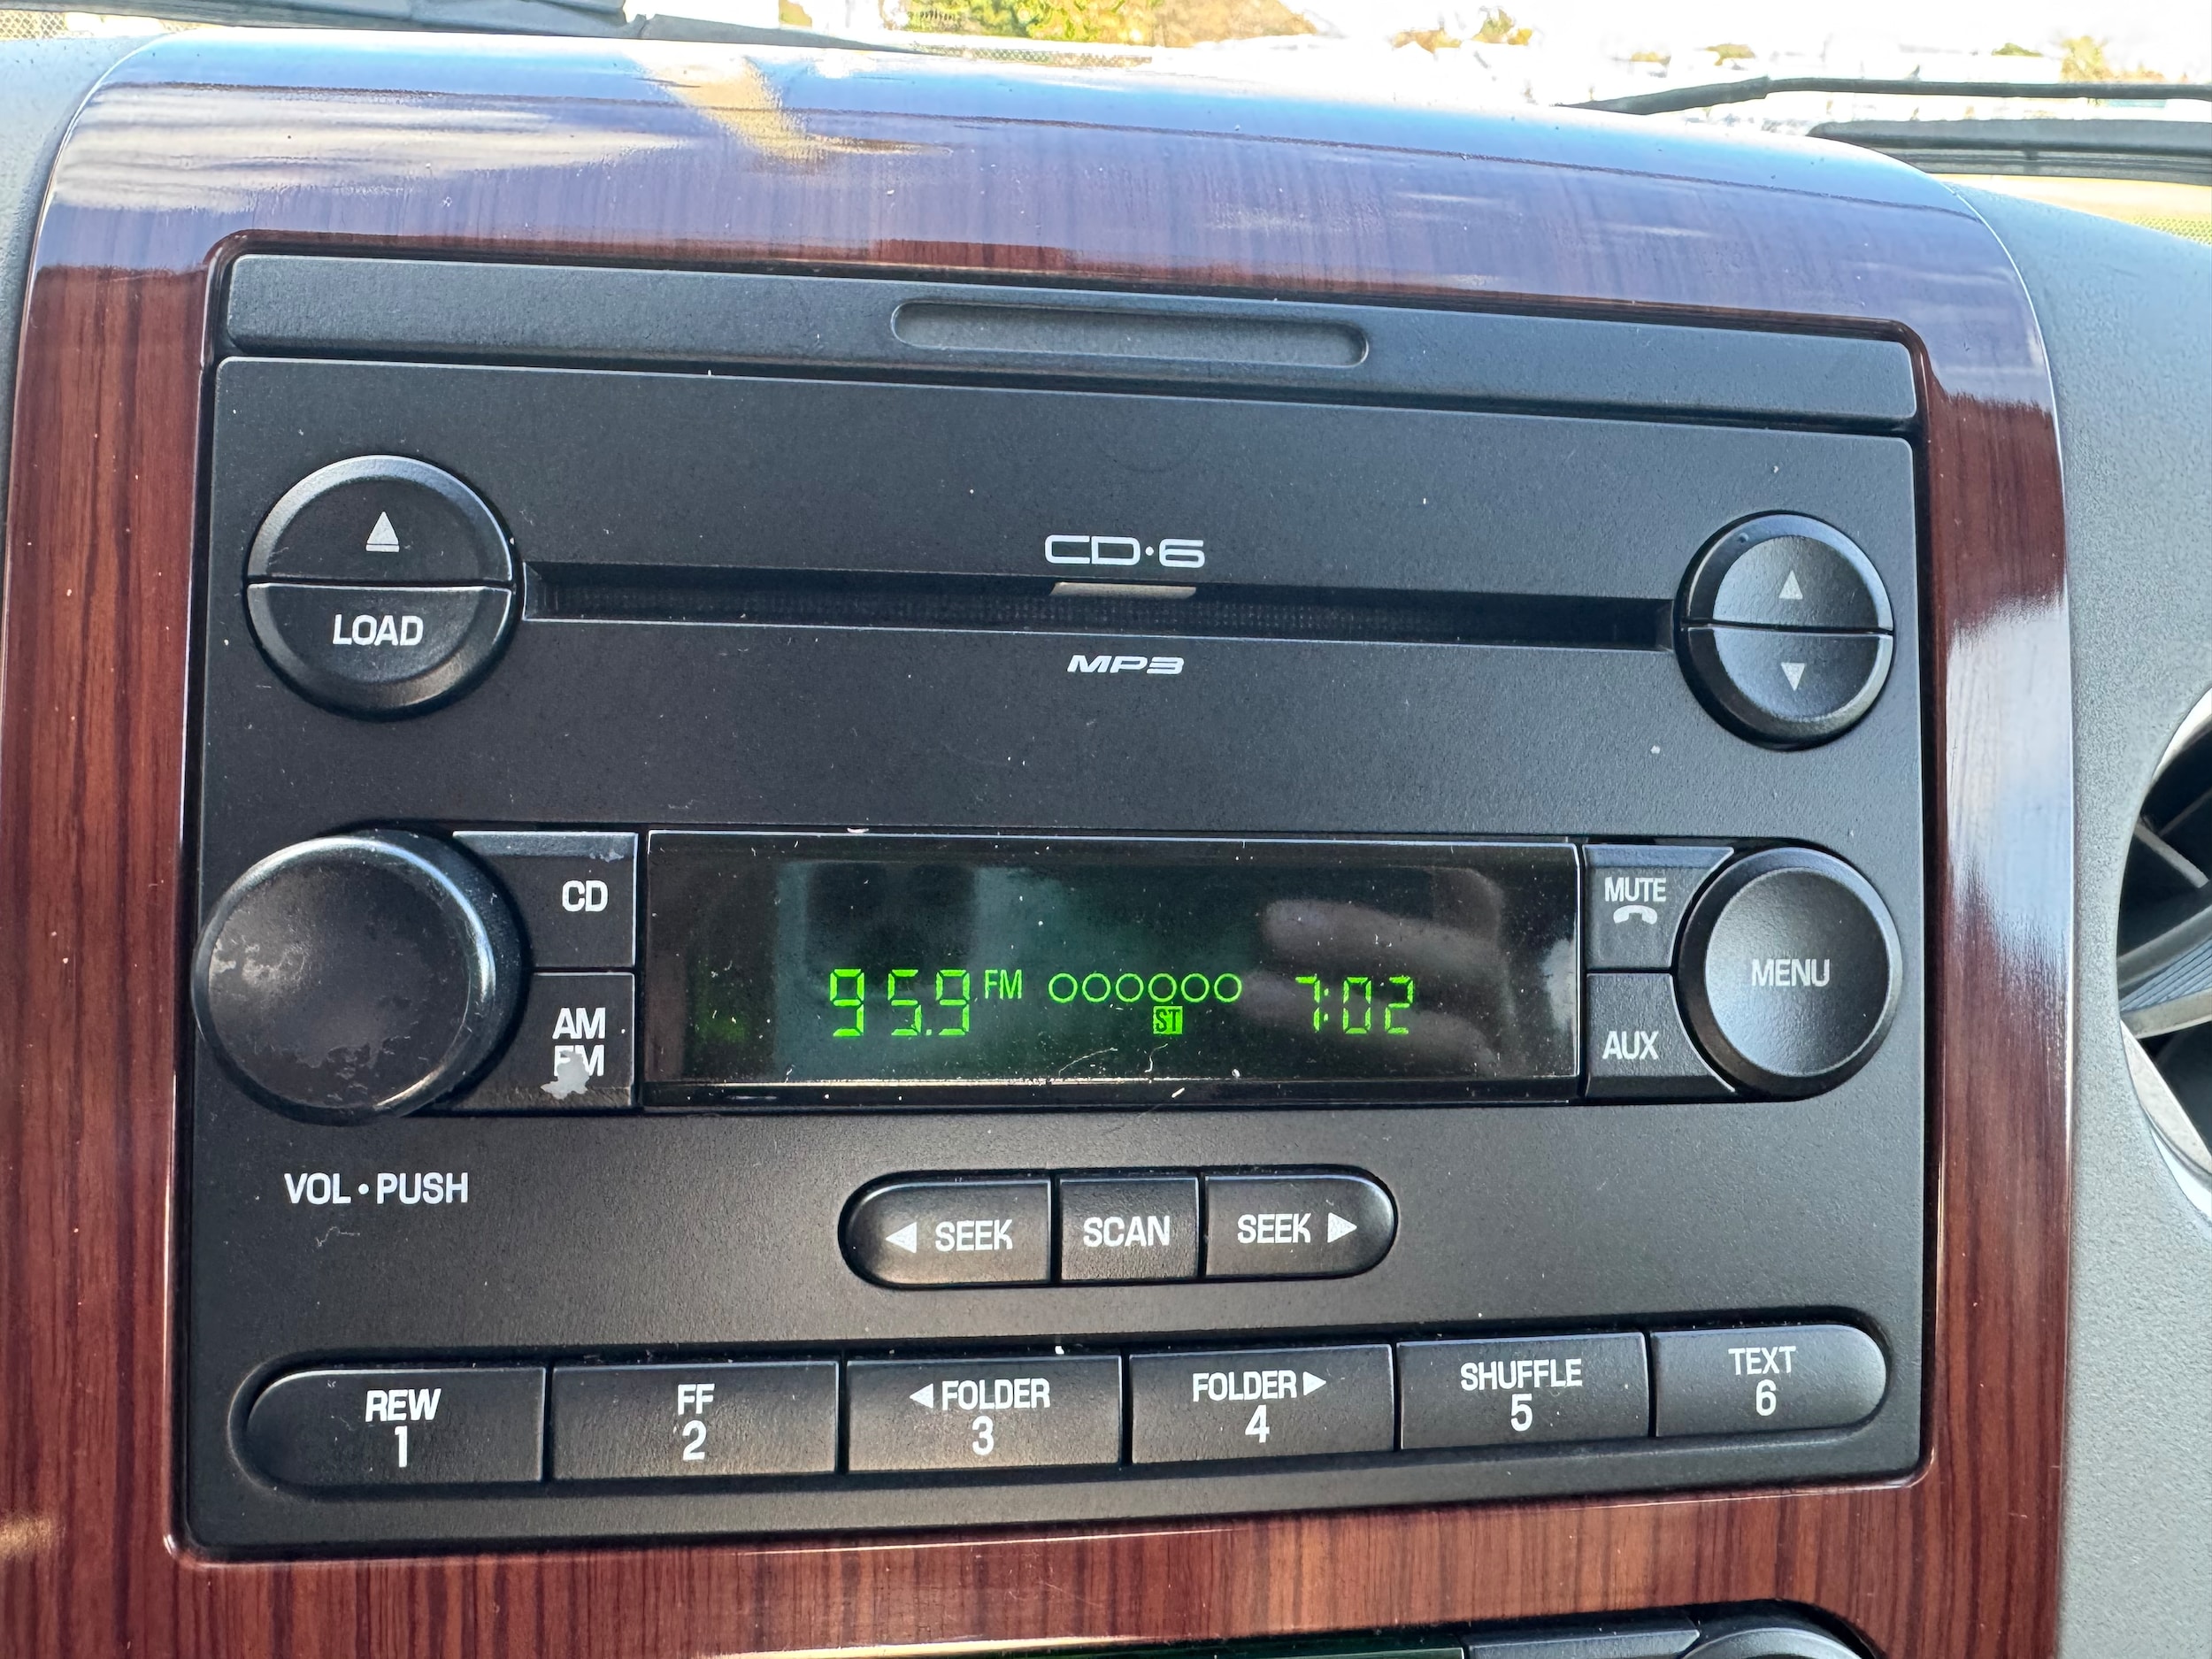 CD·6
LOAD
MP3
CD
MUTE
95.9 FM 7:02
ST
MENU
AM
FM
AUX
VOL • PUSH
SEEK SCAN SEEK
REW
1
FF
2
FOLDER
3
FOLDER
4
SHUFFLE
5
TEXT
6